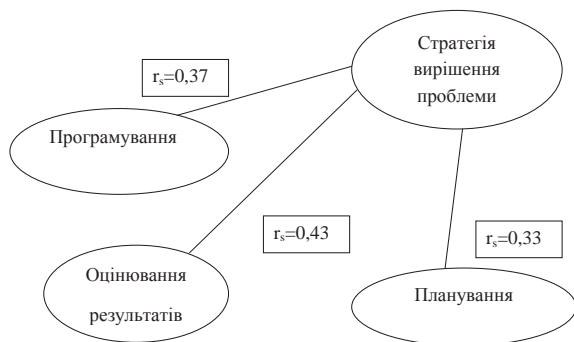 Стратегія
вирішення
проблеми
rs=0,37
Програмування
rs=0,43
rs=0,33
Оцінювання
результатів
Планування